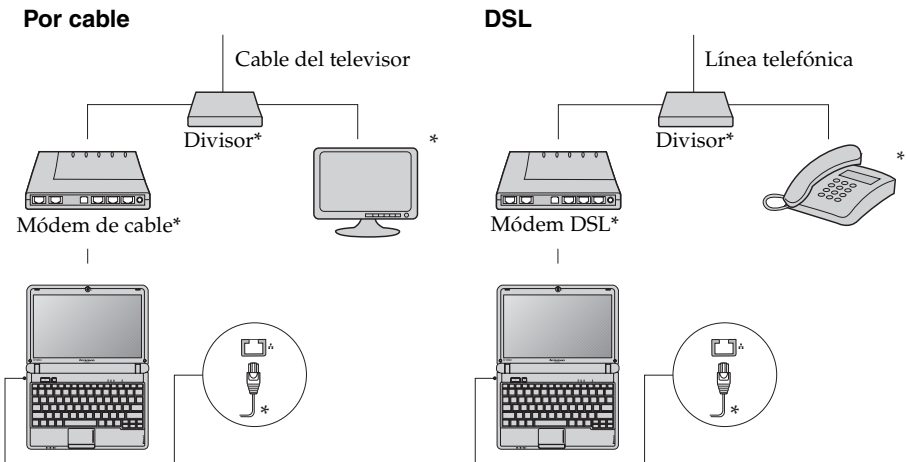 Por cable
Cable del televisor
Divisor*
*
Módem de cable*
*
DSL
Línea telefónica
Divisor*
*
Módem DSL*
*